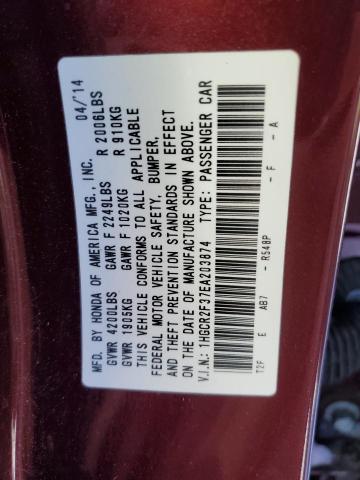 MFD. BY HONDA OF AMERICA MFG., INC. 04/'14
GVWR 4200LBS GAWR F 2249LBS R 2006LBS
GVWR 1905KG GAWR F 1020KG R 910KG
THIS VEHICLE CONFORMS TO ALL APPLICABLE
FEDERAL MOTOR VEHICLE SAFETY, BUMPER,
AND THEFT PREVENTION STANDARDS IN EFFECT
ON THE DATE OF MANUFACTURE SHOWN ABOVE.
V.I.N.: 1HGCR2F37EA203874 TYPE: PASSENGER CAR
T2F E AB7 - R548P - F - A